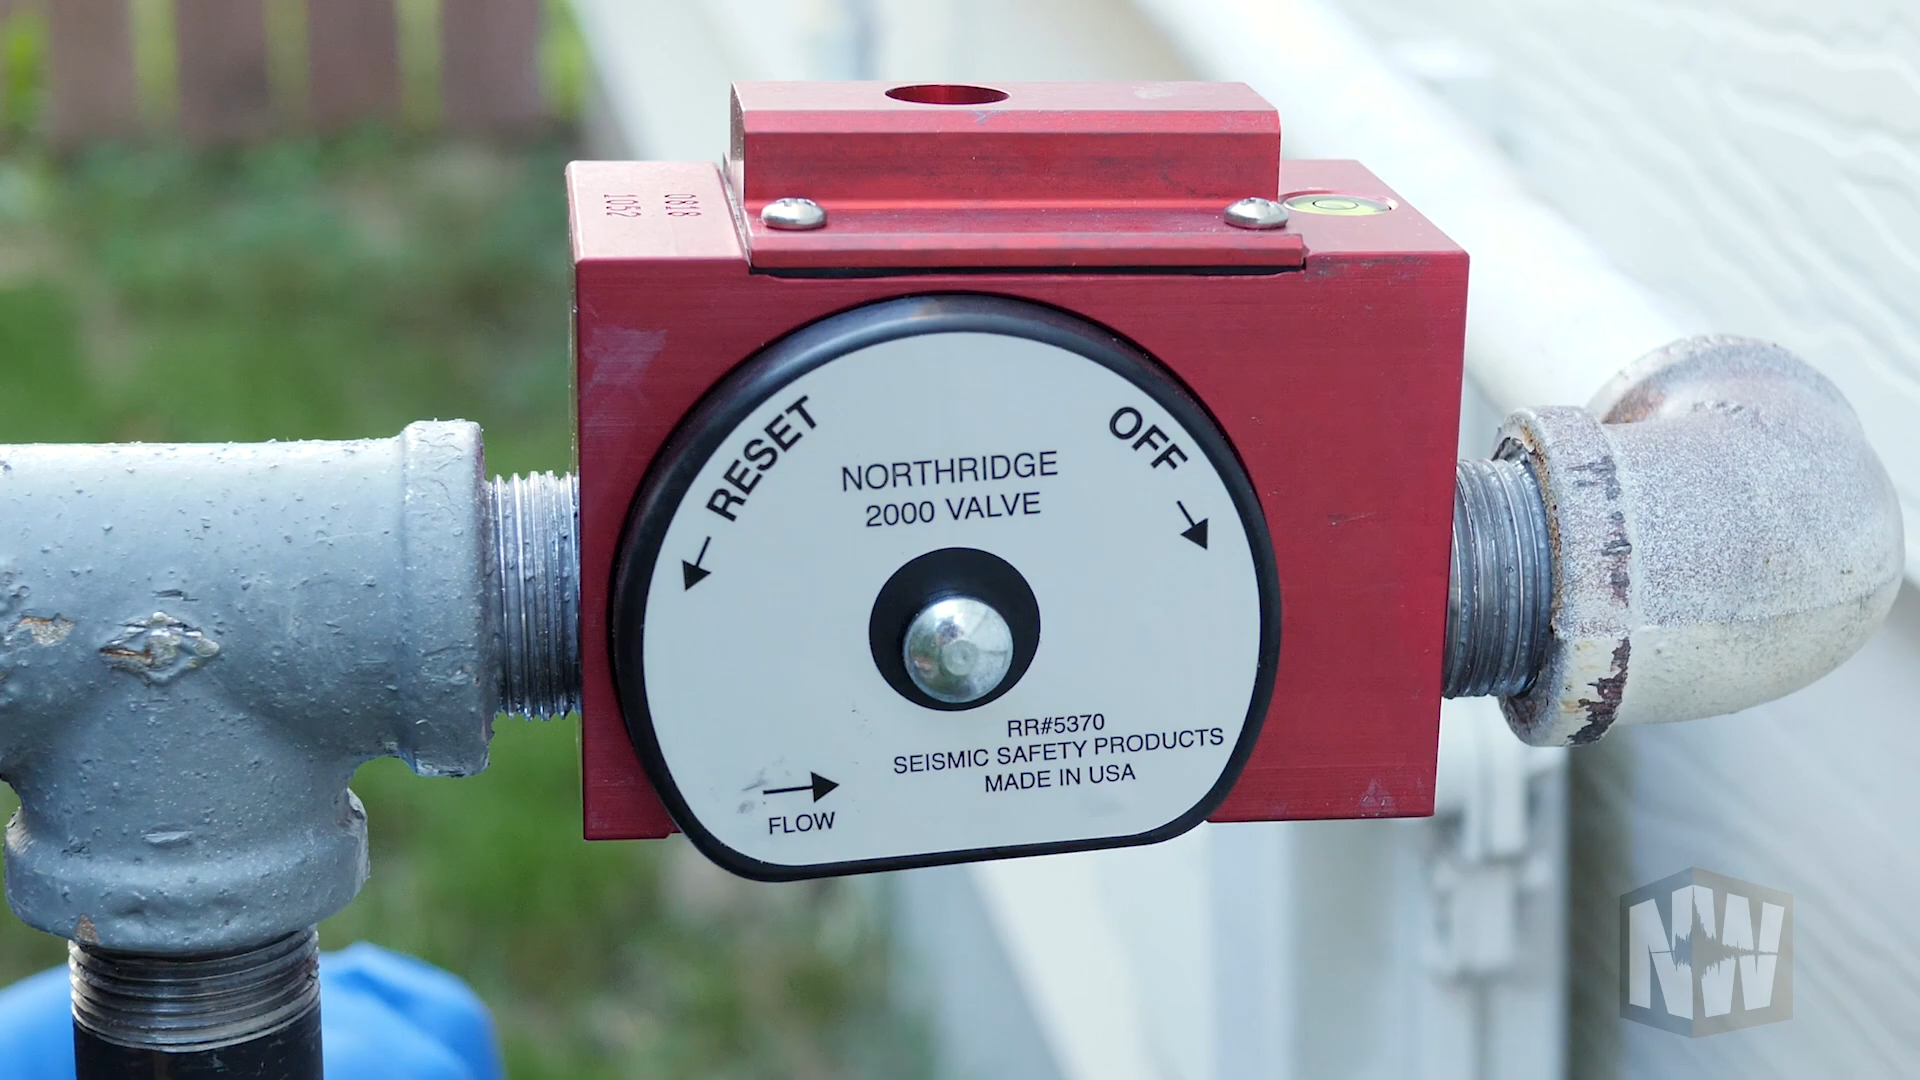 0818
1052
RESET
OFF
NORTHRIDGE
2000 VALVE
RR#5370
SEISMIC SAFETY PRODUCTS
MADE IN USA
FLOW
NW